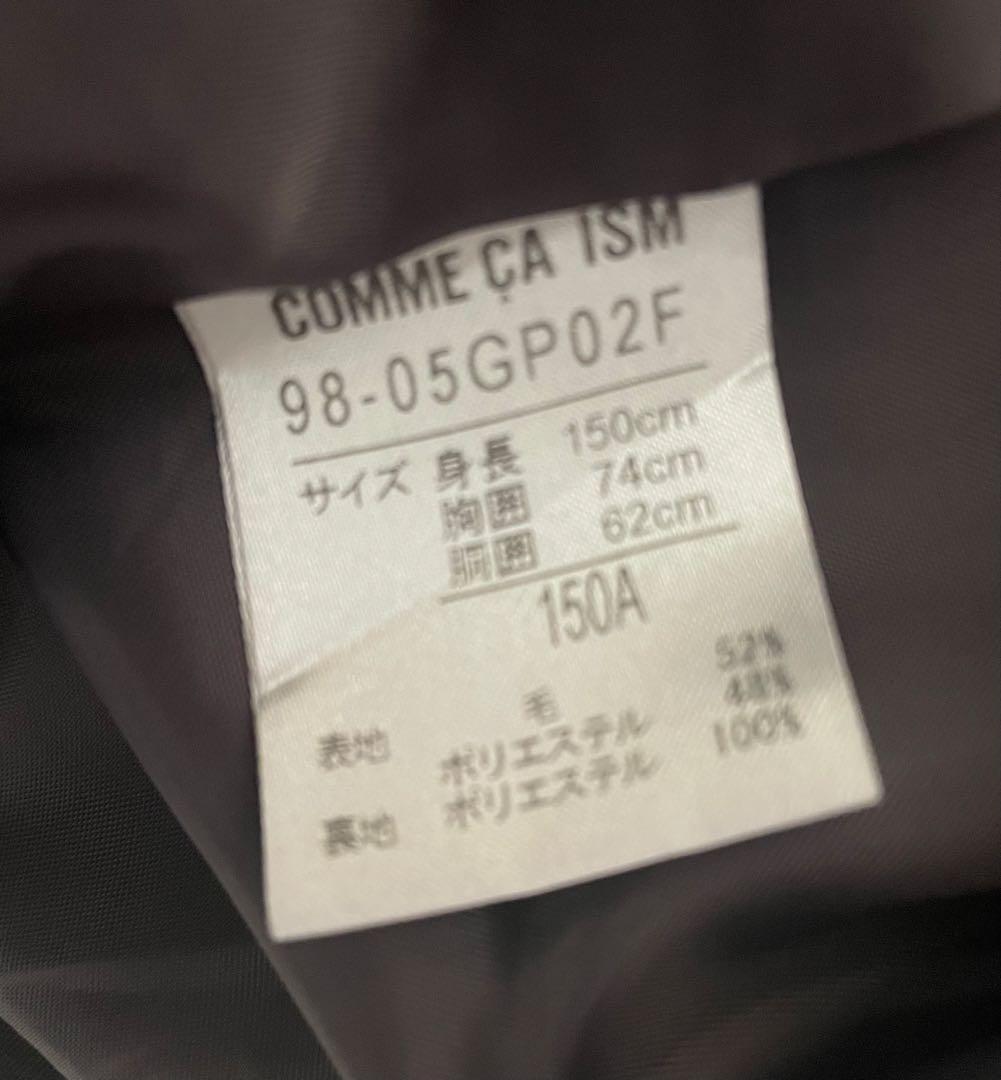 COMME ÇA ISM
98-05GP02F
サイズ 身長 150cm
胸囲 74cm
胴囲 62cm
150A
表地 毛 52%
ポリエステル 48%
裏地 ポリエステル 100%